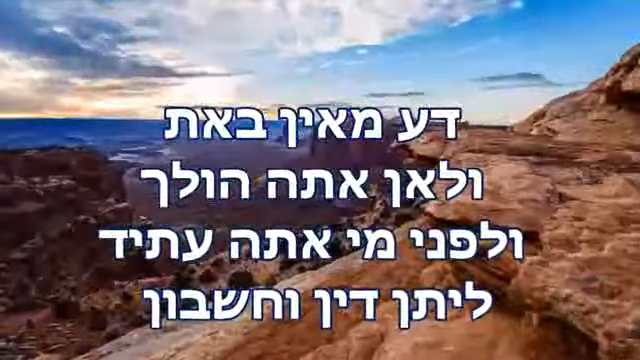 דע מאין באת
ולאן אתה הולך
ולפני מי אתה עתיד
ליתן דין וחשבון